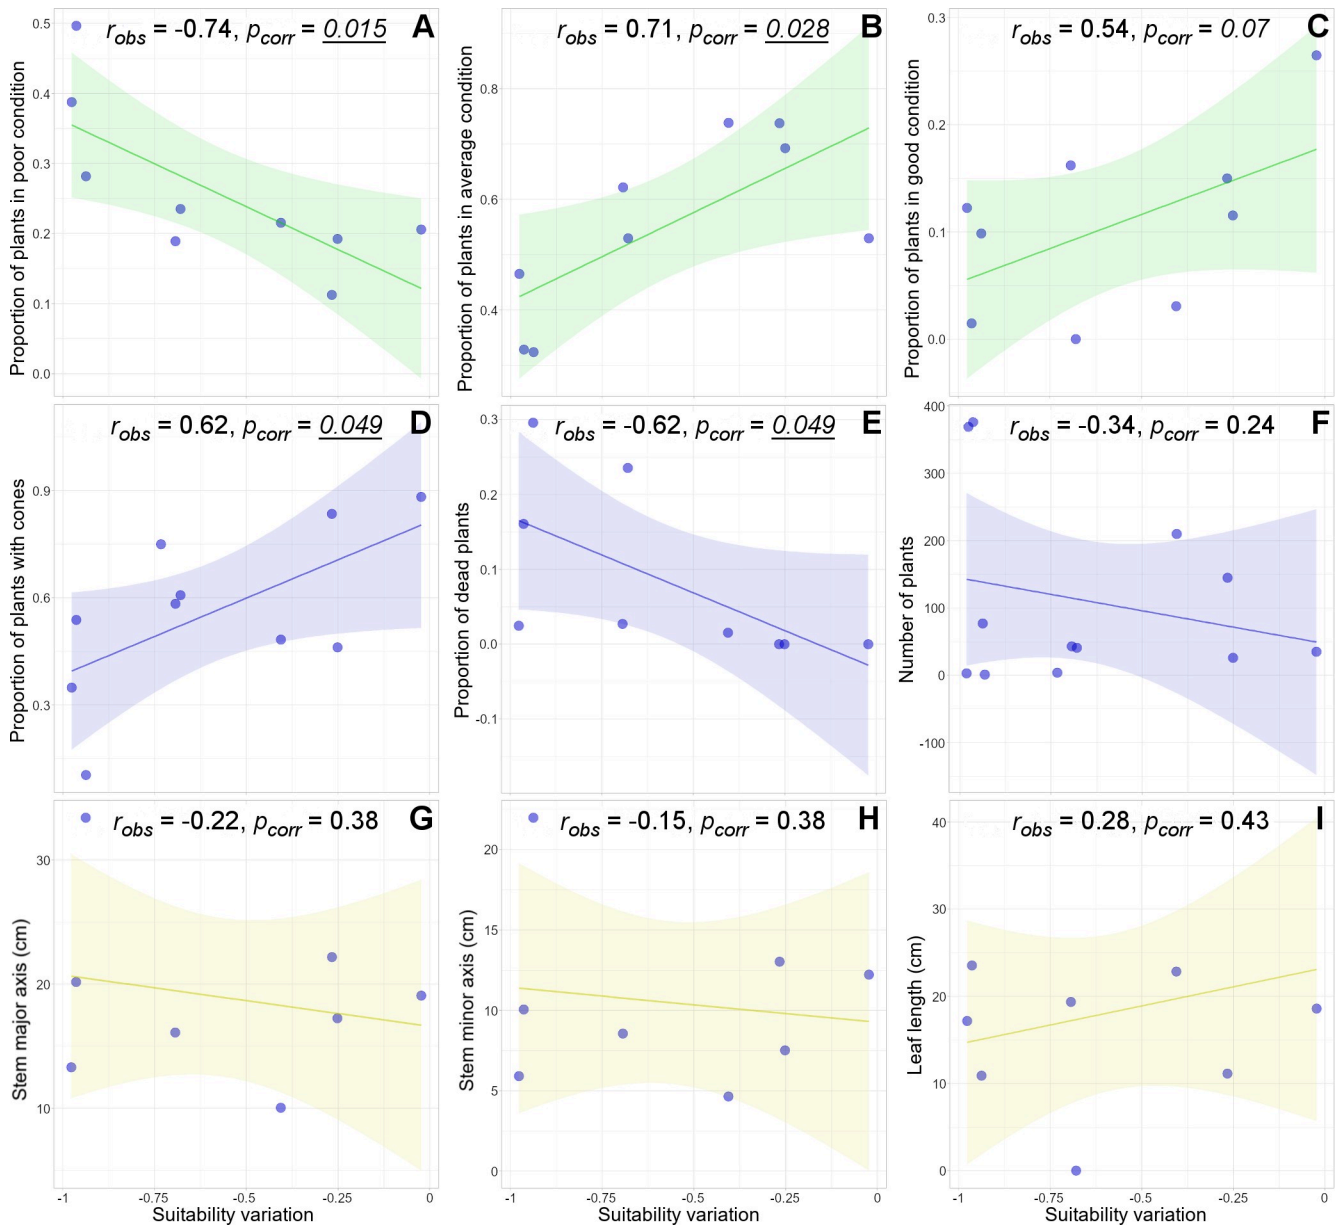 r_obs = -0.74, p_corr = 0.015 A
Proportion of plants in poor condition
0.5
0.4
0.3
0.2
0.1
0.0
r_obs = 0.71, p_corr = 0.028 B
Proportion of plants in average condition
0.8
0.6
0.4
r_obs = 0.54, p_corr = 0.07 C
Proportion of plants in good condition
0.3
0.2
0.1
0.0
r_obs = 0.62, p_corr = 0.049 D
Proportion of plants with cones
0.9
0.6
0.3
r_obs = -0.62, p_corr = 0.049 E
Proportion of dead plants
0.3
0.2
0.1
0.0
-0.1
r_obs = -0.34, p_corr = 0.24 F
Number of plants
400
300
200
100
0
-100
r_obs = -0.22, p_corr = 0.38 G
Stem major axis (cm)
30
20
10
-1 -0.75 -0.5 -0.25 0
Suitability variation
r_obs = -0.15, p_corr = 0.38 H
Stem minor axis (cm)
20
15
10
5
0
-1 -0.75 -0.5 -0.25 0
Suitability variation
r_obs = 0.28, p_corr = 0.43 I
Leaf length (cm)
40
30
20
10
0
-1 -0.75 -0.5 -0.25 0
Suitability variation